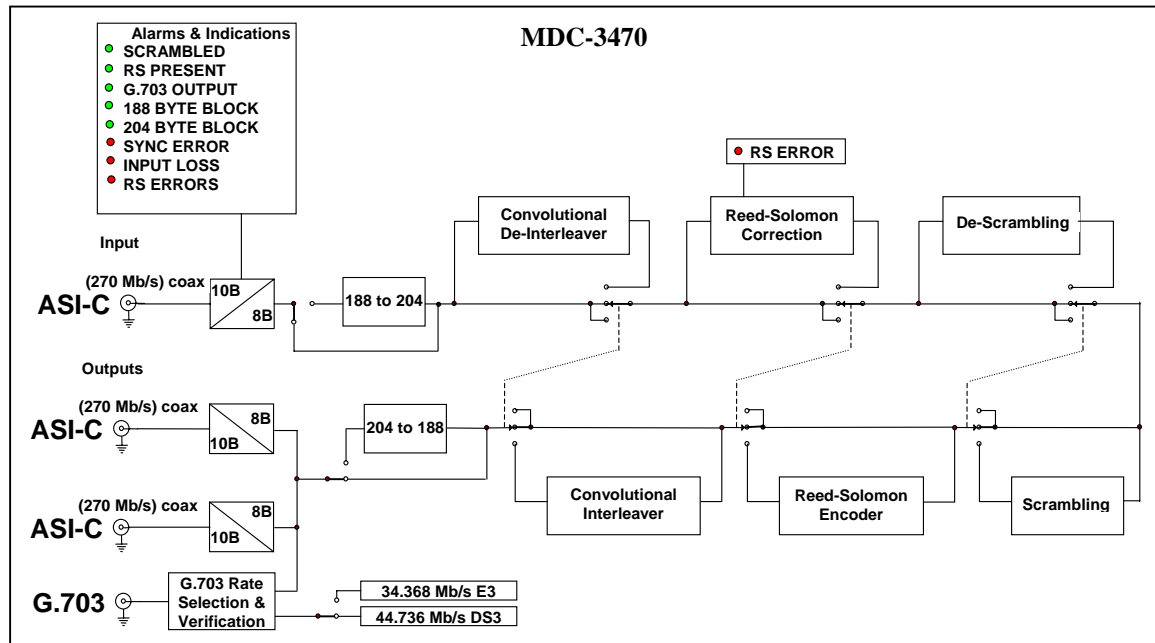 MDC-3470
Alarms & Indications
SCRAMBLED
RS PRESENT
G.703 OUTPUT
188 BYTE BLOCK
204 BYTE BLOCK
SYNC ERROR
INPUT LOSS
RS ERRORS
RS ERROR
Convolutional
De-Interleaver
Reed-Solomon
Correction
De-Scrambling
Input
(270 Mb/s) coax
ASI-C
10B
8B
188 to 204
Outputs
(270 Mb/s) coax
ASI-C
8B
10B
204 to 188
(270 Mb/s) coax
ASI-C
8B
10B
Convolutional
Interleaver
Reed-Solomon
Encoder
Scrambling
G.703
G.703 Rate
Selection &
Verification
34.368 Mb/s E3
44.736 Mb/s DS3